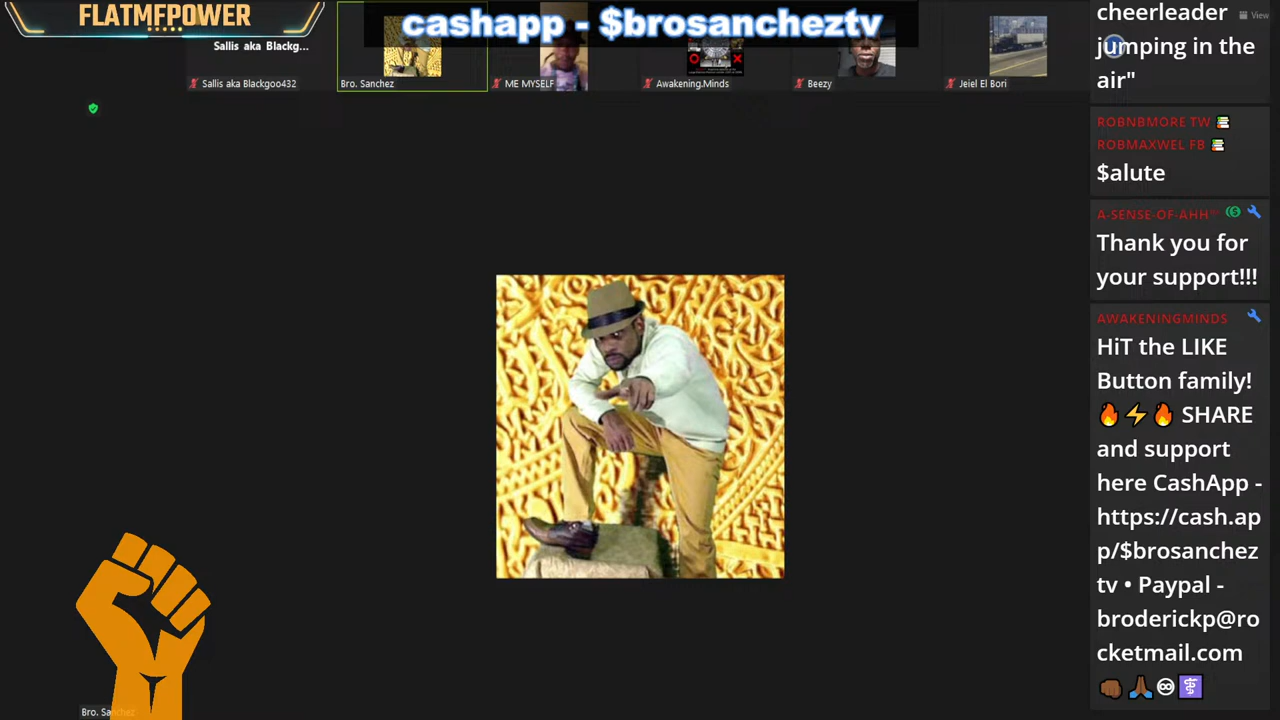 FLATMFPOWER
cashapp - $brosancheztv
Sallis aka Blackg...
Sallis aka Blackgoo432
Bro. Sanchez
ME MYSELF
Awakening.Minds
Beezy
Jeiel El Bori
View
cheerleader
jumping in the
air"
ROBNBMORE TW
ROBMAXWEL FB
$alute
A-SENSE-OF-AHH
Thank you for
your support!!!
AWAKENINGMINDS
HiT the LIKE
Button family!
🔥⚡🔥 SHARE
and support
here CashApp -
https://cash.ap
p/$brosanchez
tv • Paypal -
broderickp@ro
cketmail.com
Bro. Sanchez